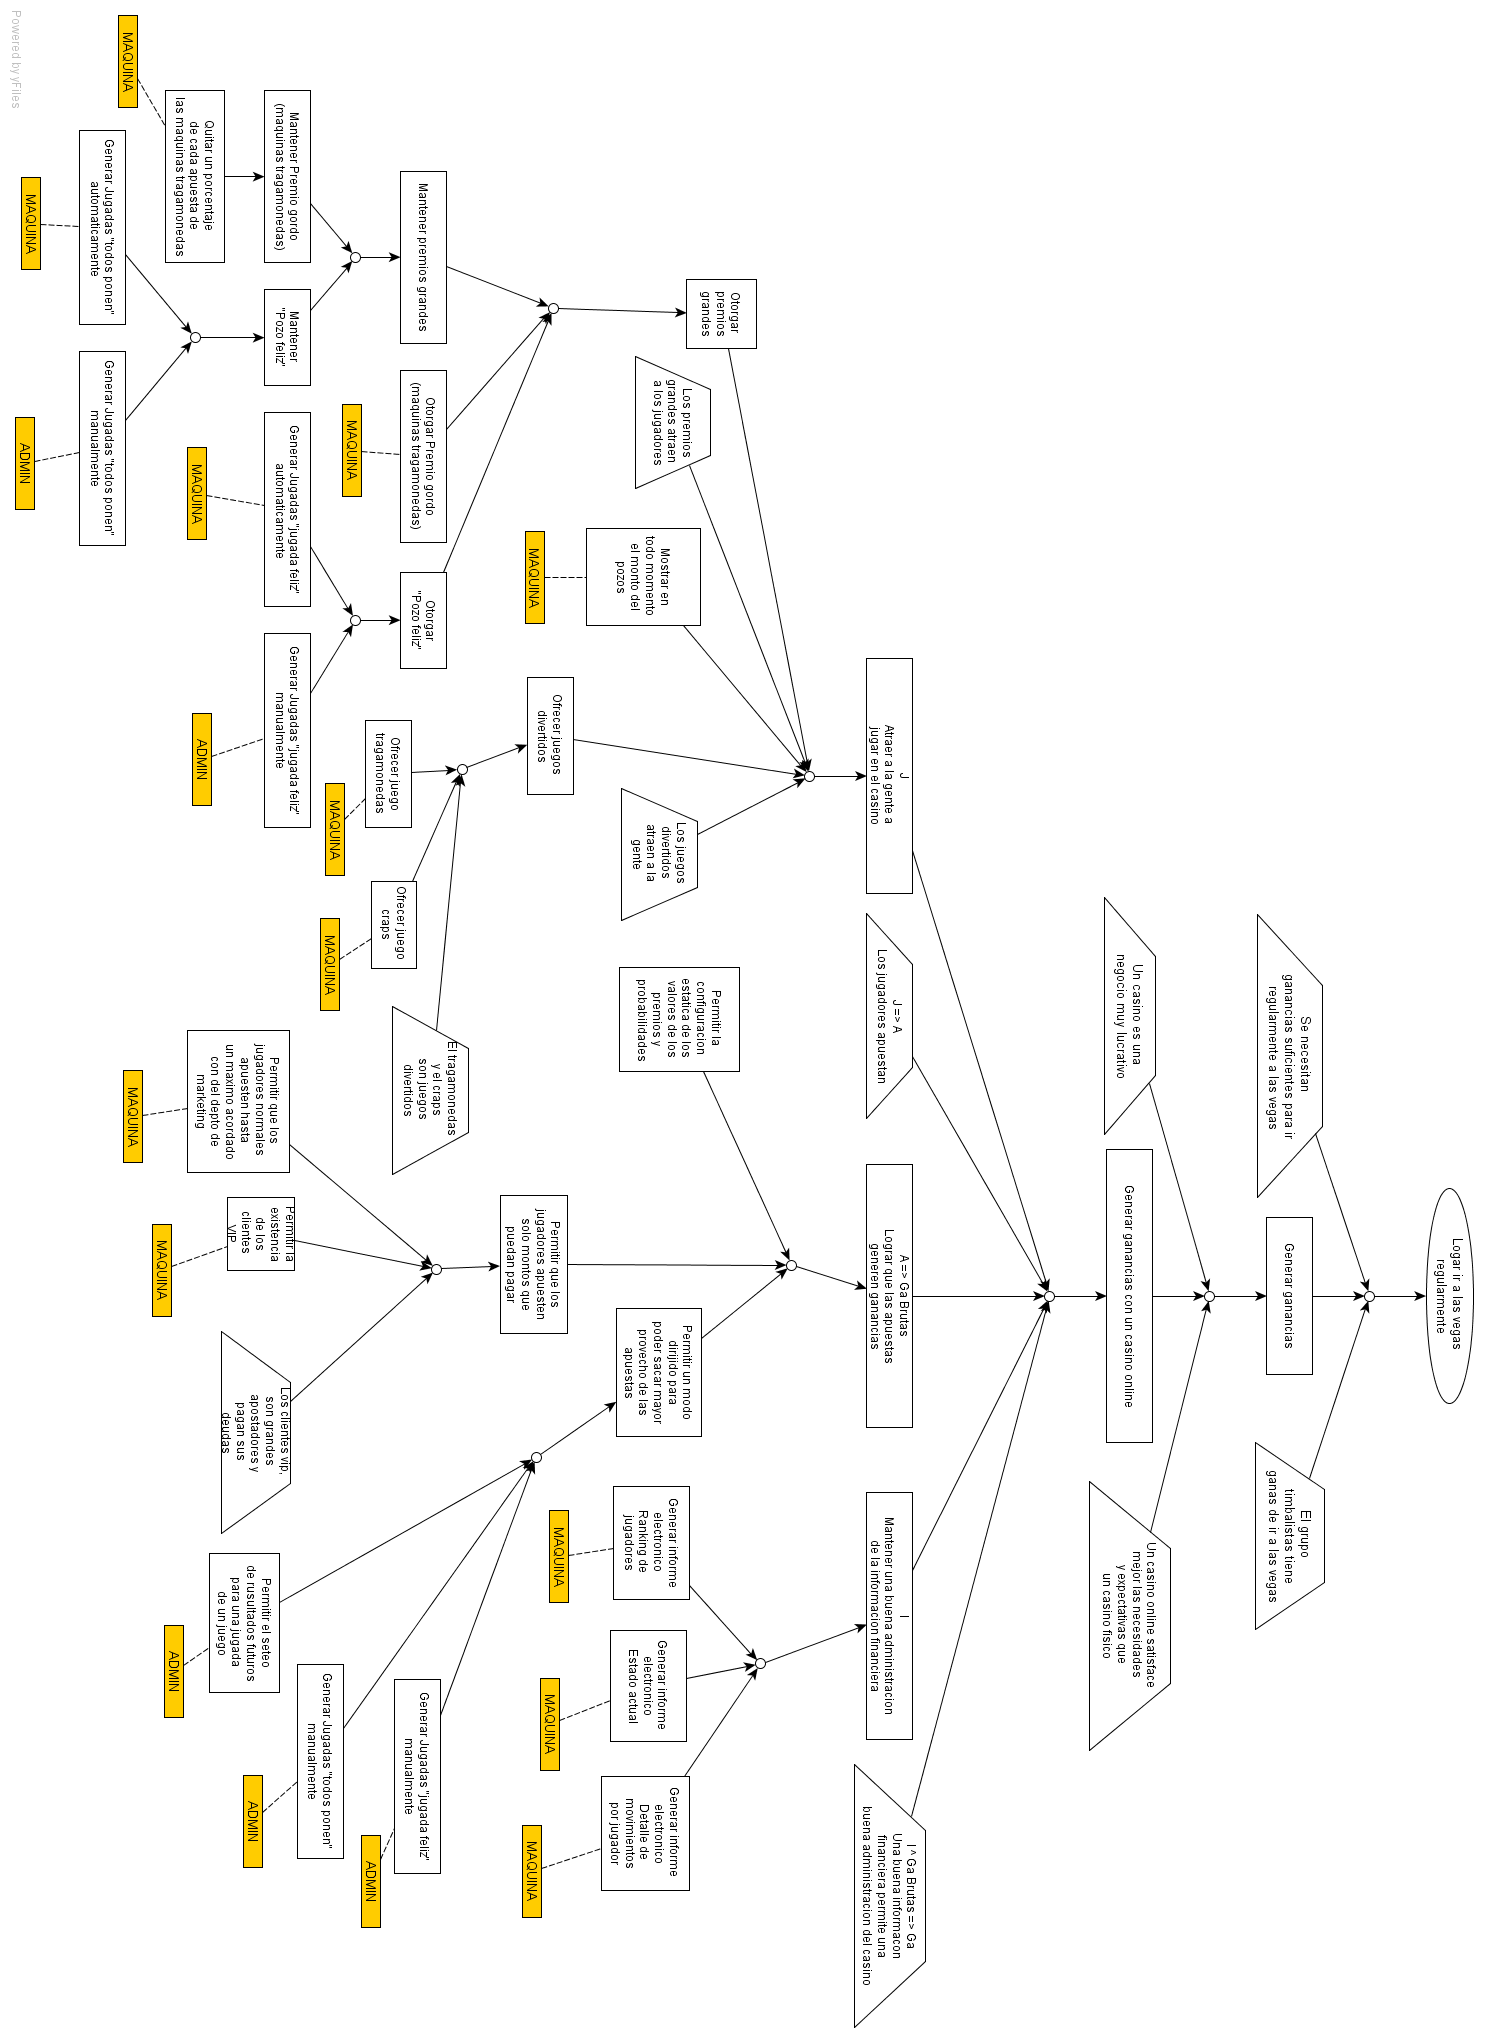 Logar ir a las vegas
regularmente
Se necesitan
ganancias suficientes para ir
regularmente a las vegas
Generar ganancias
El grupo
timbalistas tiene
ganas de ir a las vegas
Un casino es una
negocio muy lucrativo
Generar ganancias con un casino online
Un casino online satisface
mejor las necesidades
y expectativas que
un casino fisico
J
Atraer a la gente a
jugar en el casino
J => A
Los jugadores apuestan
A => Ga Brutas
Lograr que las apuestas
generen ganancias
I
Mantener una buena administracion
de la informacion financiera
I ^ Ga Brutas => Ga
Una buena informacon
financiera permite una
buena administracion del casino
Otorgar
premios
grandes
Los premios
grandes atraen
a los jugadores
Mostrar en
todo momento
el monto del
pozos
MAQUINA
Los juegos
divertidos
atraen a la
gente
Permitir la
configuracion
estatica de los
valores de los
premios y
probabilidades
Permitir un modo
dirijido para
poder sacar mayor
provecho de las
apuestas
Generar informe
electronico
Ranking de
jugadores
MAQUINA
Generar informe
electronico
Estado actual
MAQUINA
Generar informe
electronico
Detalle de
movimientos
por jugador
MAQUINA
Ofrecer juegos
divertidos
Permitir que los
jugadores apuesten
solo montos que
puedan pagar
Mantener premios grandes
Otorgar Premio gordo
(maquinas tragamonedas)
MAQUINA
Otorgar
"Pozo feliz"
Ofrecer juego
tragamonedas
MAQUINA
Ofrecer juego
craps
MAQUINA
El tragamonedas
y el craps
son juegos
divertidos
Generar Jugadas "jugada feliz"
manualmente
ADMIN
Mantener Premio gordo
(maquinas tragamonedas)
Mantener
"Pozo feliz"
Generar Jugadas "jugada feliz"
automaticamente
MAQUINA
Generar Jugadas "jugada feliz"
manualmente
ADMIN
Permitir que los
jugadores normales
apuesten hasta
un maximo acordado
con del depto de
marketing
MAQUINA
Permitir la
existencia
de los
clientes
VIP
MAQUINA
Los clientes vip,
son grandes
apostadores y
pagan sus
deudas
Permitir el seteo
de rusultados futuros
para una jugada
de un juego
ADMIN
Generar Jugadas "todos ponen"
manualmente
ADMIN
Quitar un porcentaje
de cada apuesta de
las maquinas tragamonedas
MAQUINA
Generar Jugadas "todos ponen"
automaticamente
MAQUINA
Generar Jugadas "todos ponen"
manualmente
ADMIN
Powered by yFiles